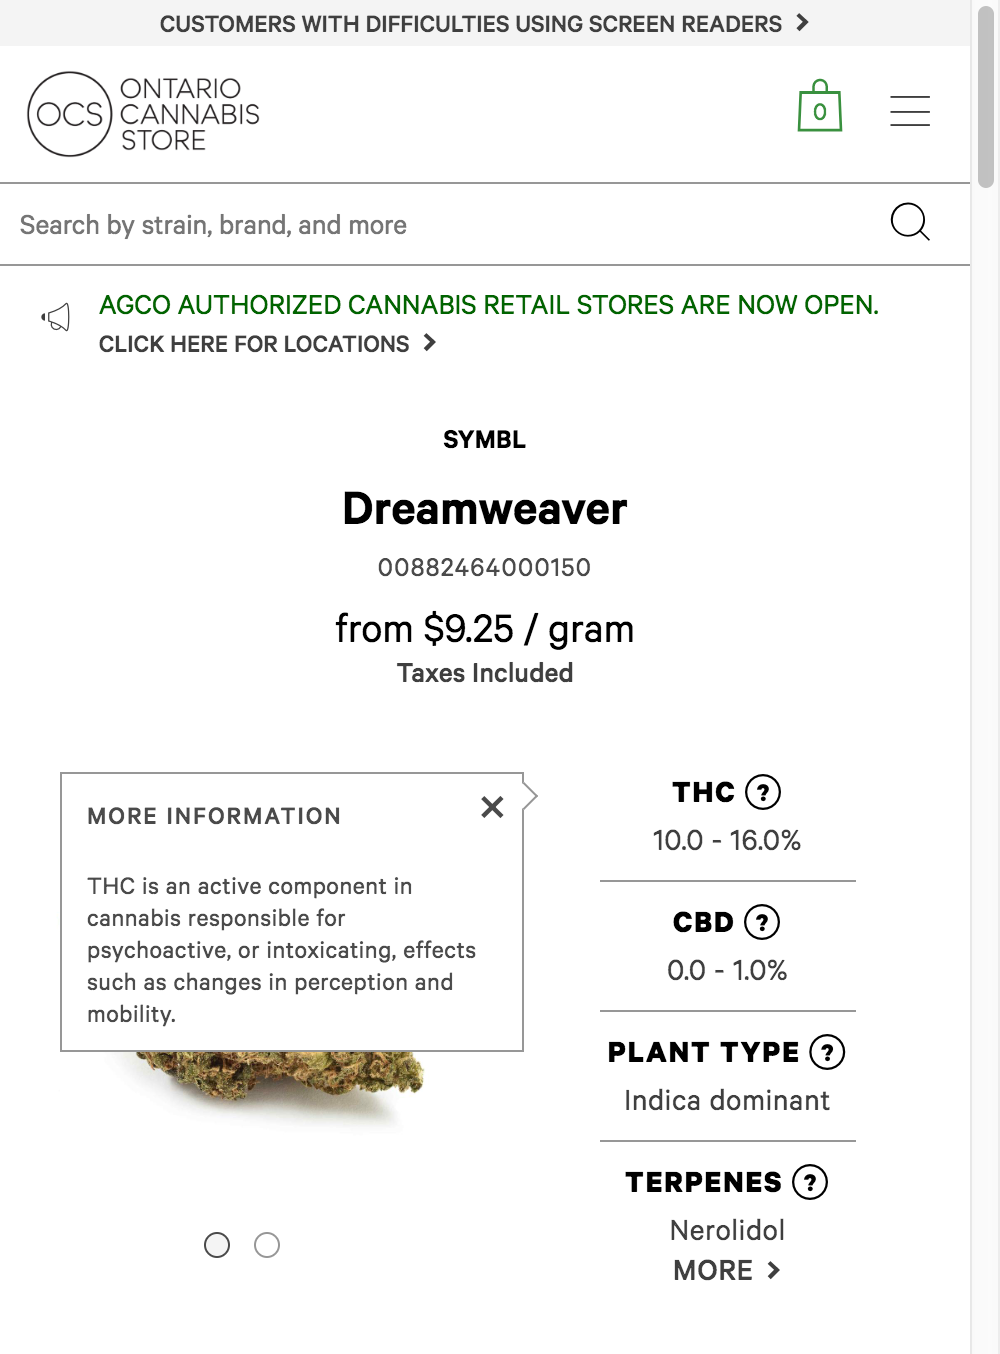 CUSTOMERS WITH DIFFICULTIES USING SCREEN READERS
OCS
ONTARIO
CANNABIS
STORE
0
Search by strain, brand, and more
AGCO AUTHORIZED CANNABIS RETAIL STORES ARE NOW OPEN.
CLICK HERE FOR LOCATIONS
SYMBL
Dreamweaver
00882464000150
from $9.25 / gram
Taxes Included
MORE INFORMATION
THC is an active component in
cannabis responsible for
psychoactive, or intoxicating, effects
such as changes in perception and
mobility.
THC ?
10.0 - 16.0%
CBD ?
0.0 - 1.0%
PLANT TYPE ?
Indica dominant
TERPENES ?
Nerolidol
MORE